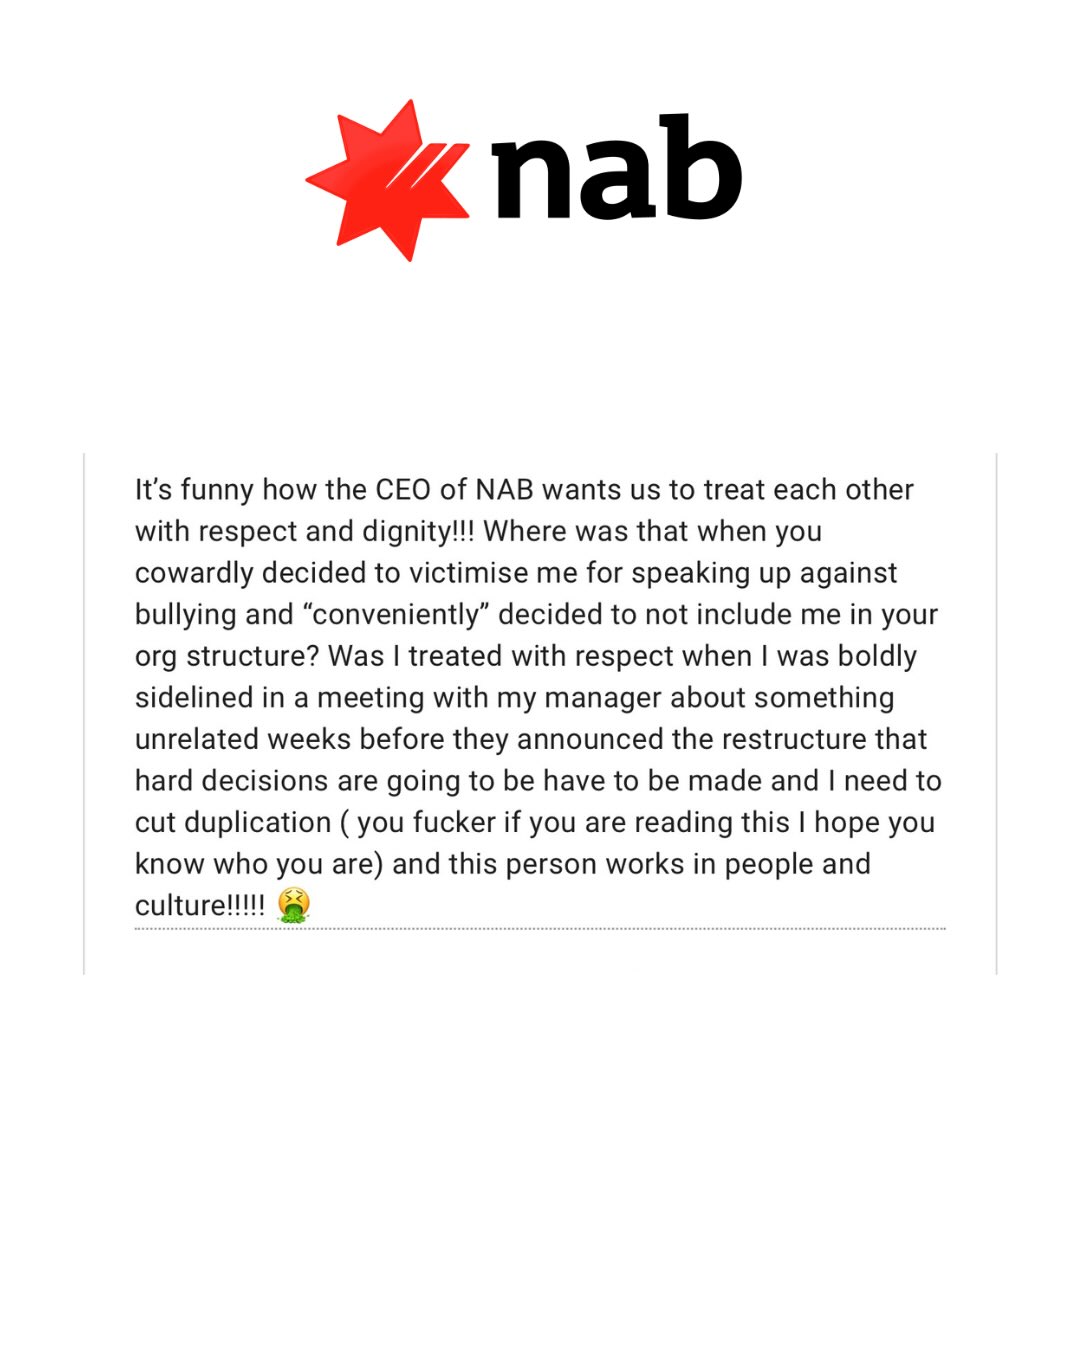 nab
It’s funny how the CEO of NAB wants us to treat each other
with respect and dignity!!! Where was that when you
cowardly decided to victimise me for speaking up against
bullying and “conveniently” decided to not include me in your
org structure? Was I treated with respect when I was boldly
sidelined in a meeting with my manager about something
unrelated weeks before they announced the restructure that
hard decisions are going to be have to be made and I need to
cut duplication ( you fucker if you are reading this I hope you
know who you are) and this person works in people and
culture!!!!! 🤮